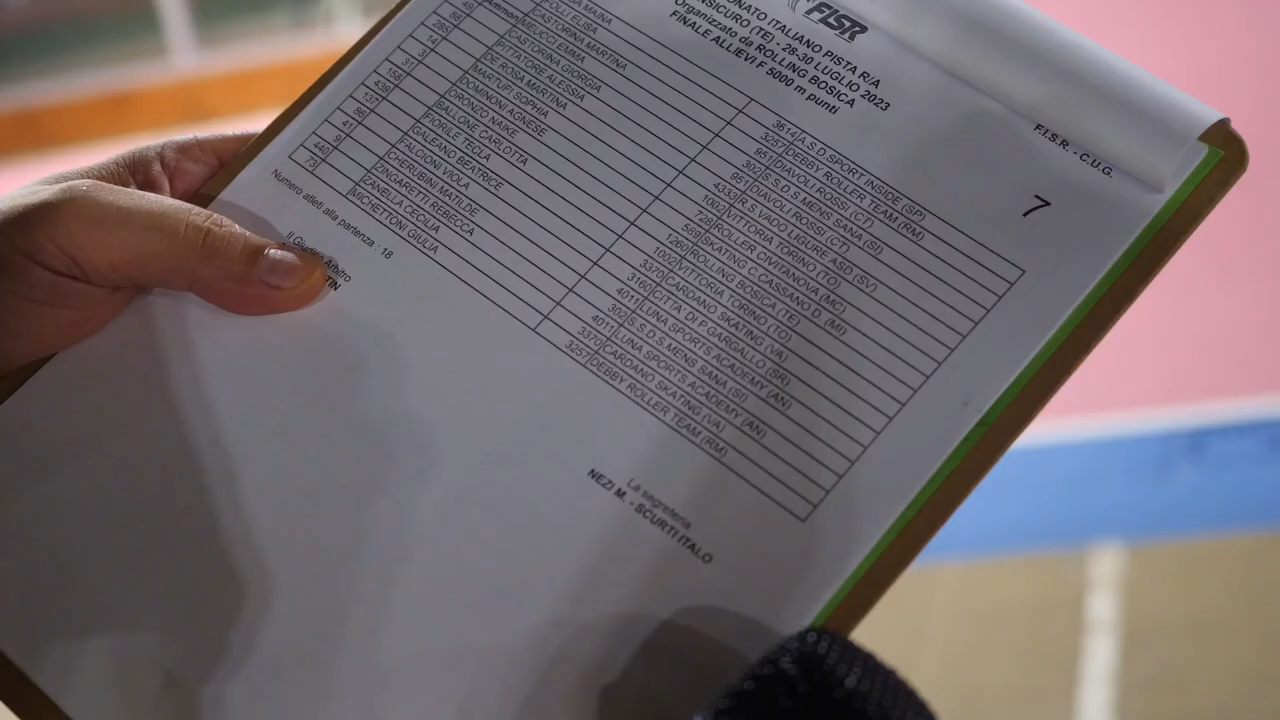 FISR
F.I.S.R. - C.U.G.
ONATO ITALIANO PISTA R/A
NSICURO (TE) - 28-30 LUGLIO 2023
Organizzato da ROLLING BOSICA
FINALE ALLIEVI F 5000 m punti
7
Ammon
MAINA 3614 A.S.D.SPORT INSIDE (SP)
FOLLI ELISA 3257 DEBBY ROLLER TEAM (RM)
CASTORINA MARTINA 951 DIAVOLI ROSSI (CT)
MEUCCI EMMA 302 S.S.D.S.MENS SANA (SI)
49 CASTORINA GIORGIA 951 DIAVOLI ROSSI (CT)
PITTATORE ALESSIA 4333 R.S VADO LIGURE ASD (SV)
286 DE ROSA MARTINA 1002 VITTORIA TORINO (TO)
14 MARTUFI SOPHIA 728 ROLLER CIVITANOVA (MC)
3 DOMINONI AGNESE 589 SKATING C.CASSANO D. (MI)
31 DRONZO NAIKE 1260 ROLLING BOSICA (TE)
158 BALLONE CARLOTTA 1002 VITTORIA TORINO (TO)
439 FIORILE TECLA 3370 CARDANO SKATING (VA)
137 GALEANO BEATRICE 3160 CITTA' DI P.GARGALLO (SR)
86 FALCIONI VIOLA 4011 LUNA SPORTS ACADEMY (AN)
41 CHERUBINI MATILDE 302 S.S.D.S.MENS SANA (SI)
9 ZINGARETTI REBECCA 4011 LUNA SPORTS ACADEMY (AN)
440 ZANELLA CECILIA 3370 CARDANO SKATING (VA)
73 MICHETTONI GIULIA 3257 DEBBY ROLLER TEAM (RM)
Numero atleti alla partenza : 18
Il Giudice Arbitro
TIN
La segreteria
NEZI M. - SCURTI ITALO